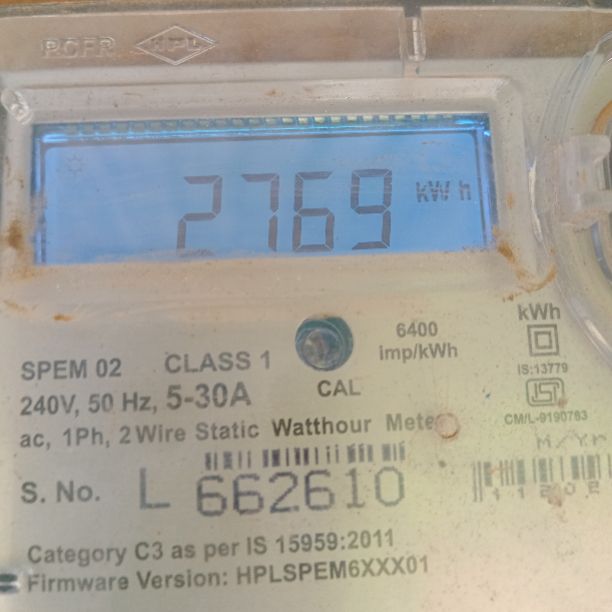 RCFR HPL
2769 kWh
SPEM 02 CLASS 1
6400
imp/kWh
kWh
IS:13779
240V, 50 Hz, 5-30A
CAL
CM/L-9190783
ac, 1Ph, 2 Wire Static Watthour Meter
M/YR
S. No. L 662610
Category C3 as per IS 15959:2011
Firmware Version: HPLSPEM6XXX01